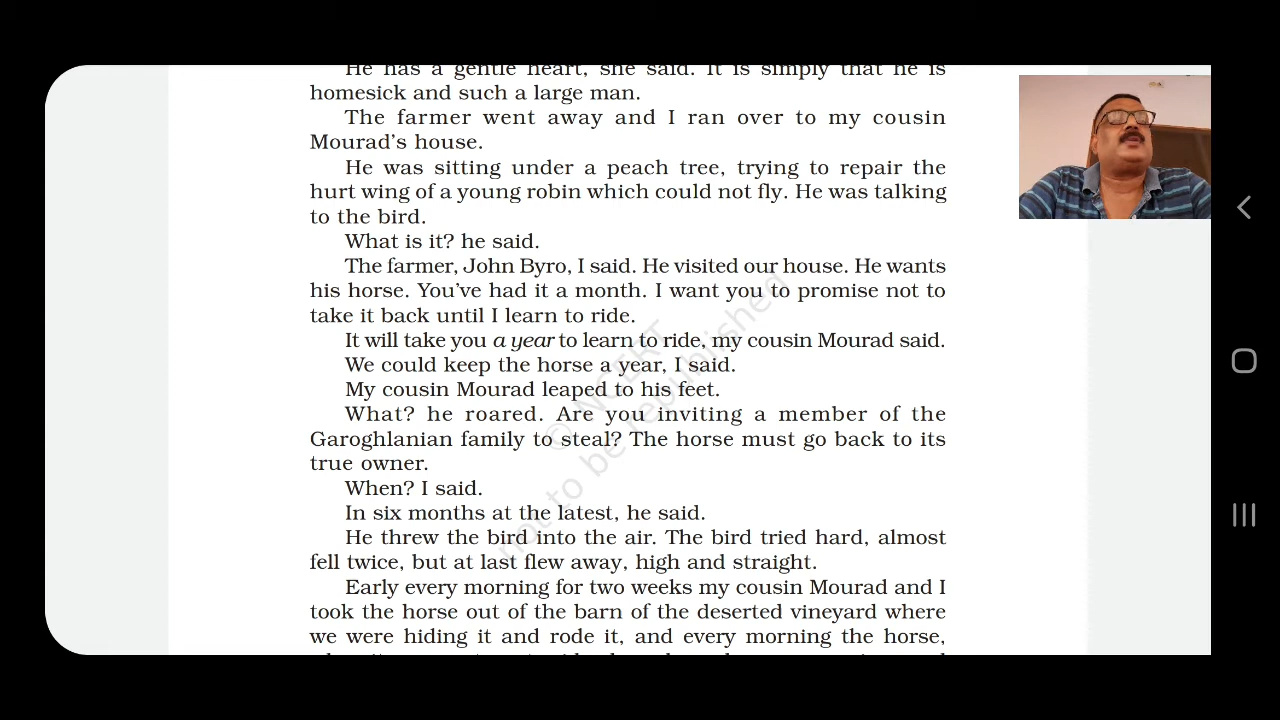 He has a gentle heart, she said. It is simply that he is
homesick and such a large man.
The farmer went away and I ran over to my cousin
Mourad's house.
He was sitting under a peach tree, trying to repair the
hurt wing of a young robin which could not fly. He was talking
to the bird.
What is it? he said.
The farmer, John Byro, I said. He visited our house. He wants
his horse. You've had it a month. I want you to promise not to
take it back until I learn to ride.
It will take you a year to learn to ride, my cousin Mourad said.
We could keep the horse a year, I said.
My cousin Mourad leaped to his feet.
What? he roared. Are you inviting a member of the
Garoghlanian family to steal? The horse must go back to its
true owner.
When? I said.
In six months at the latest, he said.
He threw the bird into the air. The bird tried hard, almost
fell twice, but at last flew away, high and straight.
Early every morning for two weeks my cousin Mourad and I
took the horse out of the barn of the deserted vineyard where
we were hiding it and rode it, and every morning the horse,
© NCERT
not to be republished